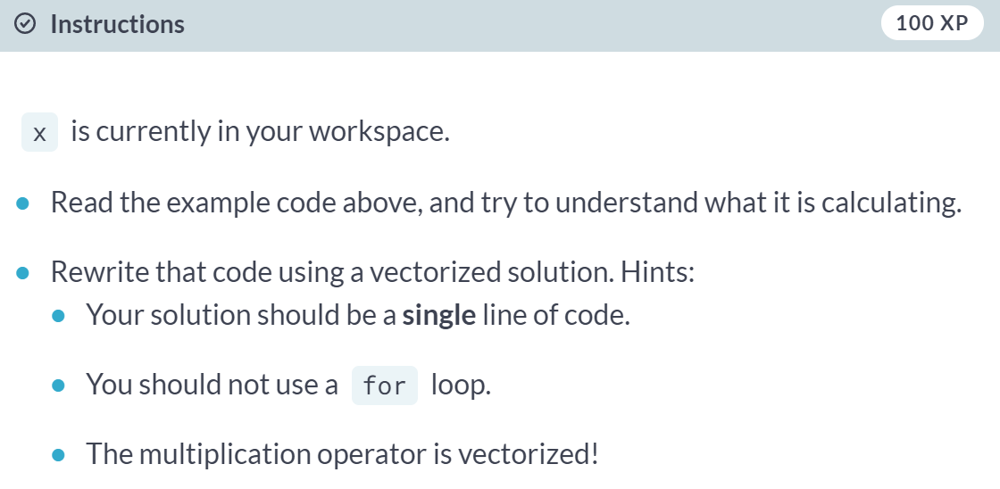 Instructions
100 XP
x is currently in your workspace.
Read the example code above, and try to understand what it is calculating.
Rewrite that code using a vectorized solution. Hints:
Your solution should be a single line of code.
You should not use a for loop.
The multiplication operator is vectorized!